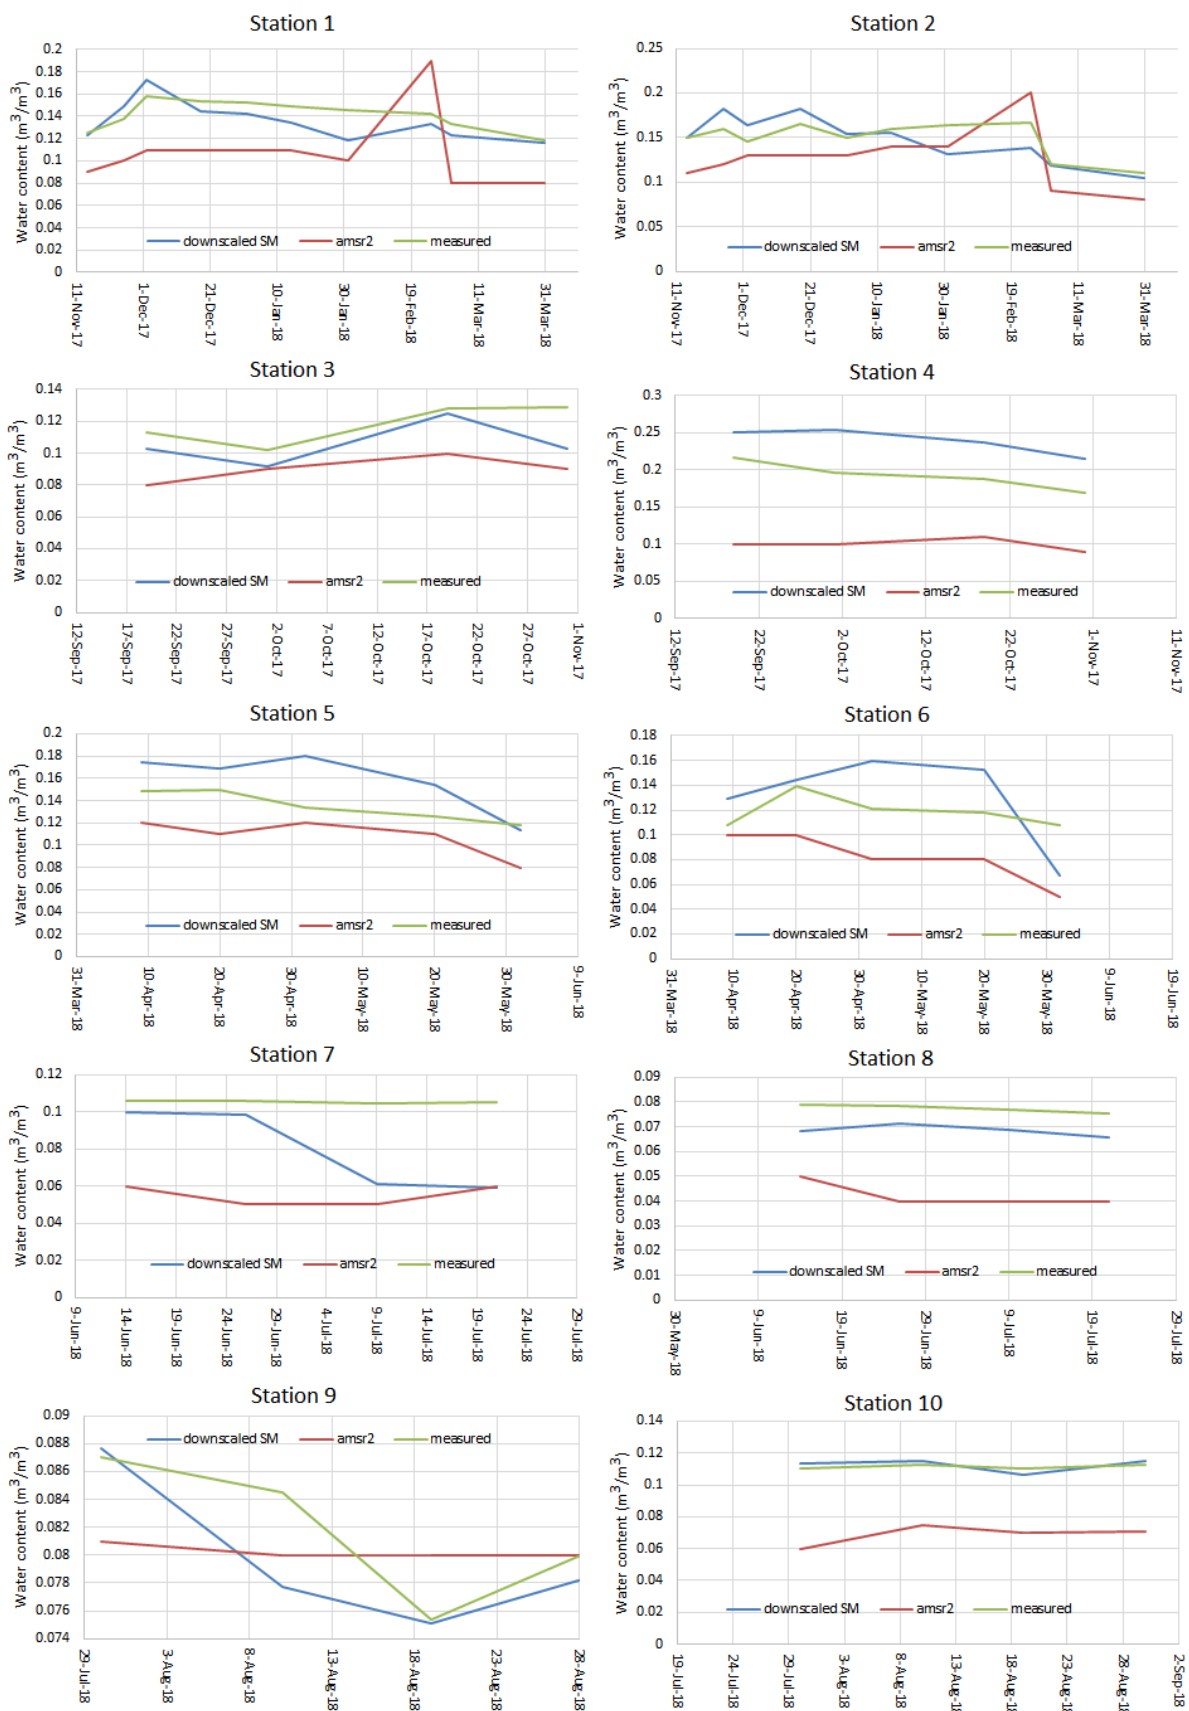 Station 1
Water content (m3/m3)
0.2
0.18
0.16
0.14
0.12
0.1
0.08
0.06
0.04
0.02
0
downscaled SM amsr2 measured
11-Nov-17
1-Dec-17
21-Dec-17
10-Jan-18
30-Jan-18
19-Feb-18
11-Mar-18
31-Mar-18
Station 2
Water content (m3/m3)
0.25
0.2
0.15
0.1
0.05
0
downscaled SM amsr2 measured
11-Nov-17
1-Dec-17
21-Dec-17
10-Jan-18
30-Jan-18
19-Feb-18
11-Mar-18
31-Mar-18
Station 3
Water content (m3/m3)
0.14
0.12
0.1
0.08
0.06
0.04
0.02
0
downscaled SM amsr2 measured
12-Sep-17
17-Sep-17
22-Sep-17
27-Sep-17
2-Oct-17
7-Oct-17
12-Oct-17
17-Oct-17
22-Oct-17
27-Oct-17
1-Nov-17
Station 4
Water content (m3/m3)
0.3
0.25
0.2
0.15
0.1
0.05
0
downscaled SM amsr2 measured
12-Sep-17
22-Sep-17
2-Oct-17
12-Oct-17
22-Oct-17
1-Nov-17
11-Nov-17
Station 5
Water content (m3/m3)
0.2
0.18
0.16
0.14
0.12
0.1
0.08
0.06
0.04
0.02
0
downscaled SM amsr2 measured
31-Mar-18
10-Apr-18
20-Apr-18
30-Apr-18
10-May-18
20-May-18
30-May-18
9-Jun-18
Station 6
Water content (m3/m3)
0.18
0.16
0.14
0.12
0.1
0.08
0.06
0.04
0.02
0
downscaled SM amsr2 measured
31-Mar-18
10-Apr-18
20-Apr-18
30-Apr-18
10-May-18
20-May-18
30-May-18
9-Jun-18
19-Jun-18
Station 7
Water content (m3/m3)
0.12
0.1
0.08
0.06
0.04
0.02
0
downscaled SM amsr2 measured
9-Jun-18
14-Jun-18
19-Jun-18
24-Jun-18
29-Jun-18
4-Jul-18
9-Jul-18
14-Jul-18
19-Jul-18
24-Jul-18
29-Jul-18
Station 8
Water content (m3/m3)
0.09
0.08
0.07
0.06
0.05
0.04
0.03
0.02
0.01
0
downscaled SM amsr2 measured
30-May-18
9-Jun-18
19-Jun-18
29-Jun-18
9-Jul-18
19-Jul-18
29-Jul-18
Station 9
Water content (m3/m3)
0.09
0.088
0.086
0.084
0.082
0.08
0.078
0.076
0.074
downscaled SM amsr2 measured
29-Jul-18
3-Aug-18
8-Aug-18
13-Aug-18
18-Aug-18
23-Aug-18
28-Aug-18
Station 10
Water content (m3/m3)
0.14
0.12
0.1
0.08
0.06
0.04
0.02
0
downscaled SM amsr2 measured
19-Jul-18
24-Jul-18
29-Jul-18
3-Aug-18
8-Aug-18
13-Aug-18
18-Aug-18
23-Aug-18
28-Aug-18
2-Sep-18